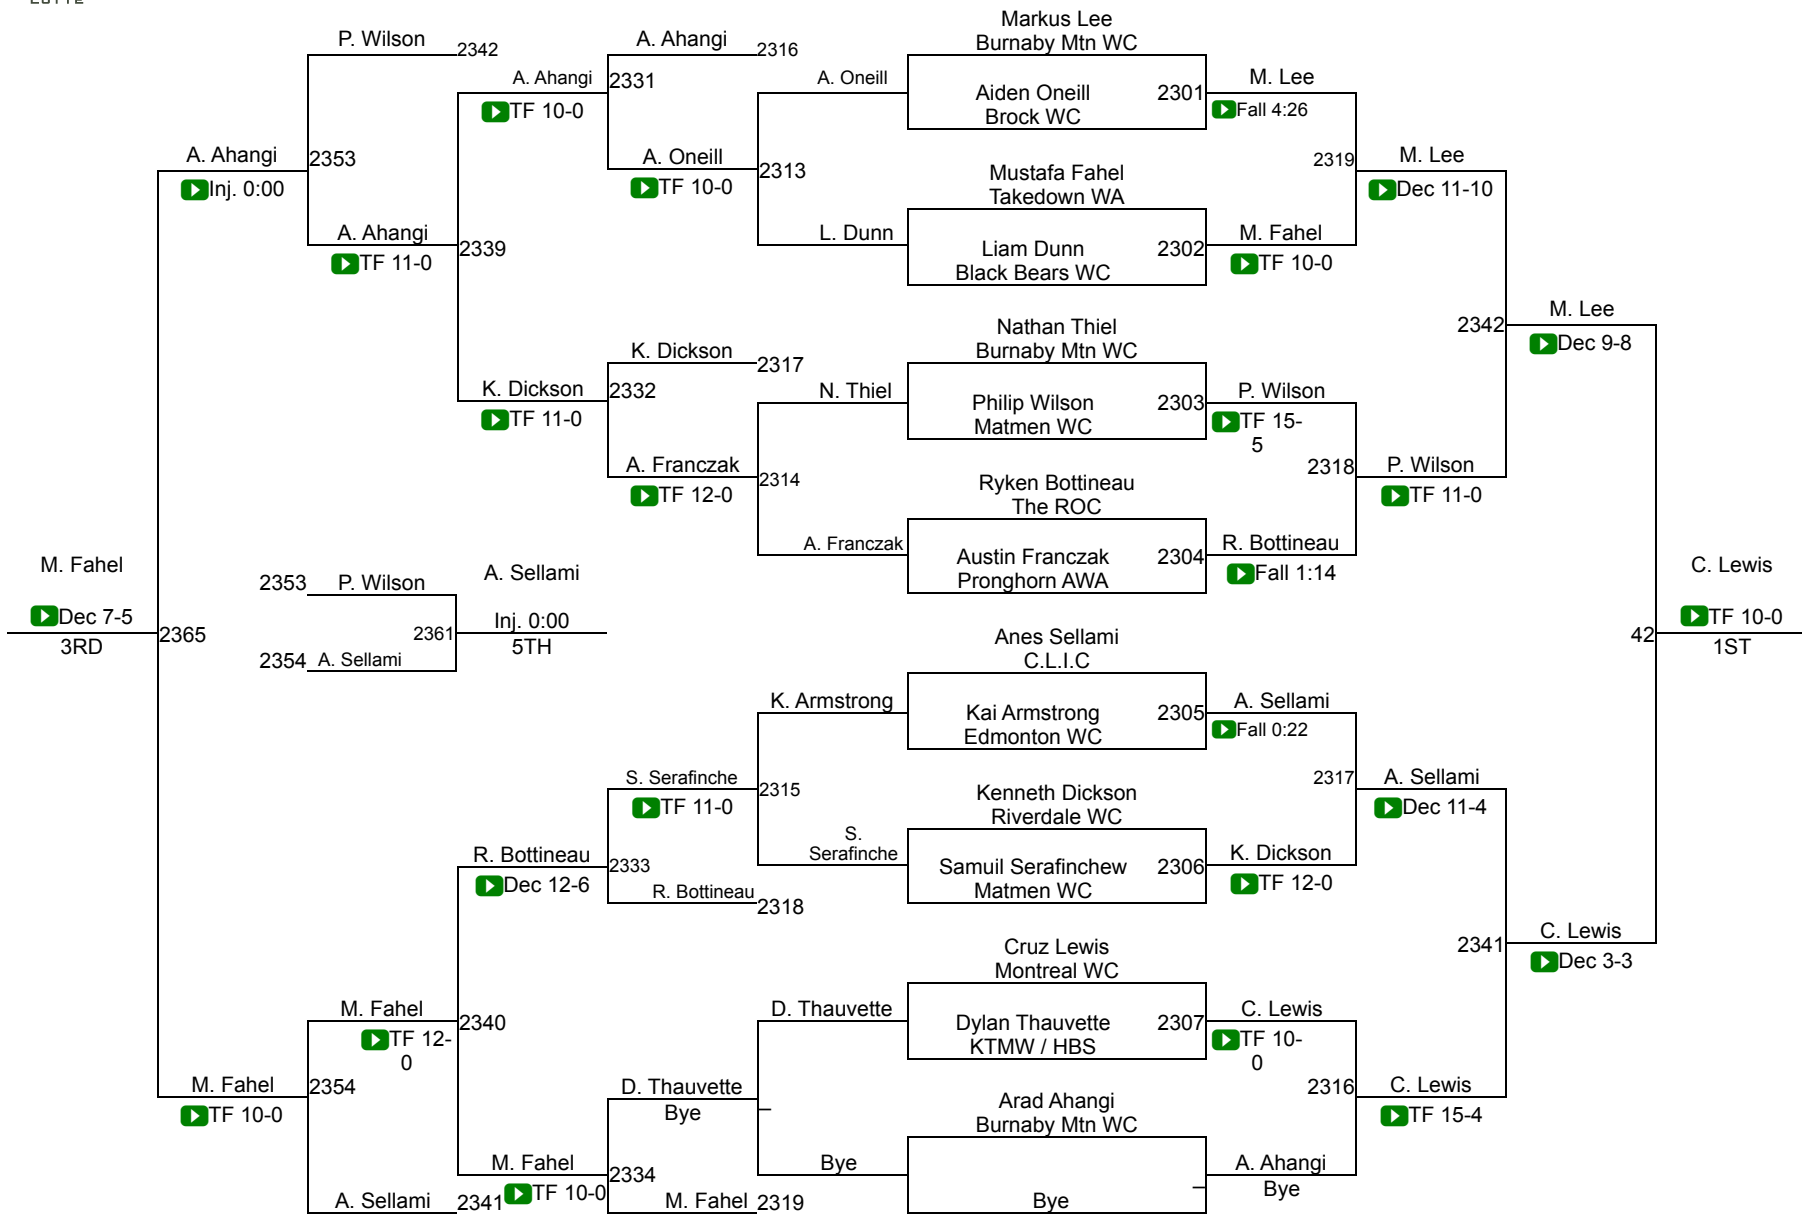 Markus Lee
P. Wilson
2342
A. Ahangi
2316
Burnaby Mtn WC
A. Ahangi
2331
A. Oneill
Aiden Oneill
2301
M. Lee
TF 10-0
Brock WC
Fall 4:26
A. Ahangi
2353
A. Oneill
2313
Mustafa Fahel
2319
M. Lee
Inj. 0:00
TF 10-0
Takedown WA
Dec 11-10
A. Ahangi
2339
L. Dunn
Liam Dunn
2302
M. Fahel
TF 11-0
Black Bears WC
TF 10-0
M. Lee
Nathan Thiel
2342
K. Dickson
2317
Burnaby Mtn WC
Dec 9-8
K. Dickson
2332
N. Thiel
Philip Wilson
2303
P. Wilson
TF 11-0
Matmen WC
TF 15-
5
A. Franczak
2314
Ryken Bottineau
2318
P. Wilson
TF 12-0
The ROC
TF 11-0
A. Franczak
Austin Franczak
2304
R. Bottineau
M. Fahel
2353
P. Wilson
A. Sellami
Pronghorn AWA
Fall 1:14
C. Lewis
Dec 7-5
2365
2361
Inj. 0:00
42
TF 10-0
3RD
2354
A. Sellami
5TH
Anes Sellami
1ST
C.L.I.C
K. Armstrong
Kai Armstrong
2305
A. Sellami
Edmonton WC
Fall 0:22
S. Serafinche
2315
Kenneth Dickson
2317
A. Sellami
TF 11-0
Riverdale WC
Dec 11-4
S.
Serafinche
R. Bottineau
2333
Samuil Serafinchew
2306
K. Dickson
Dec 12-6
R. Bottineau
2318
Matmen WC
TF 12-0
Cruz Lewis
2341
C. Lewis
Montreal WC
Dec 3-3
M. Fahel
2340
D. Thauvette
Dylan Thauvette
2307
C. Lewis
TF 12-
0
KTMW / HBS
TF 10-
0
M. Fahel
2354
D. Thauvette
Arad Ahangi
2316
C. Lewis
TF 10-0
Bye
–
Burnaby Mtn WC
TF 15-4
M. Fahel
2334
Bye
A. Ahangi
A. Sellami
2341
TF 10-0
M. Fahel
2319
Bye
–
Bye